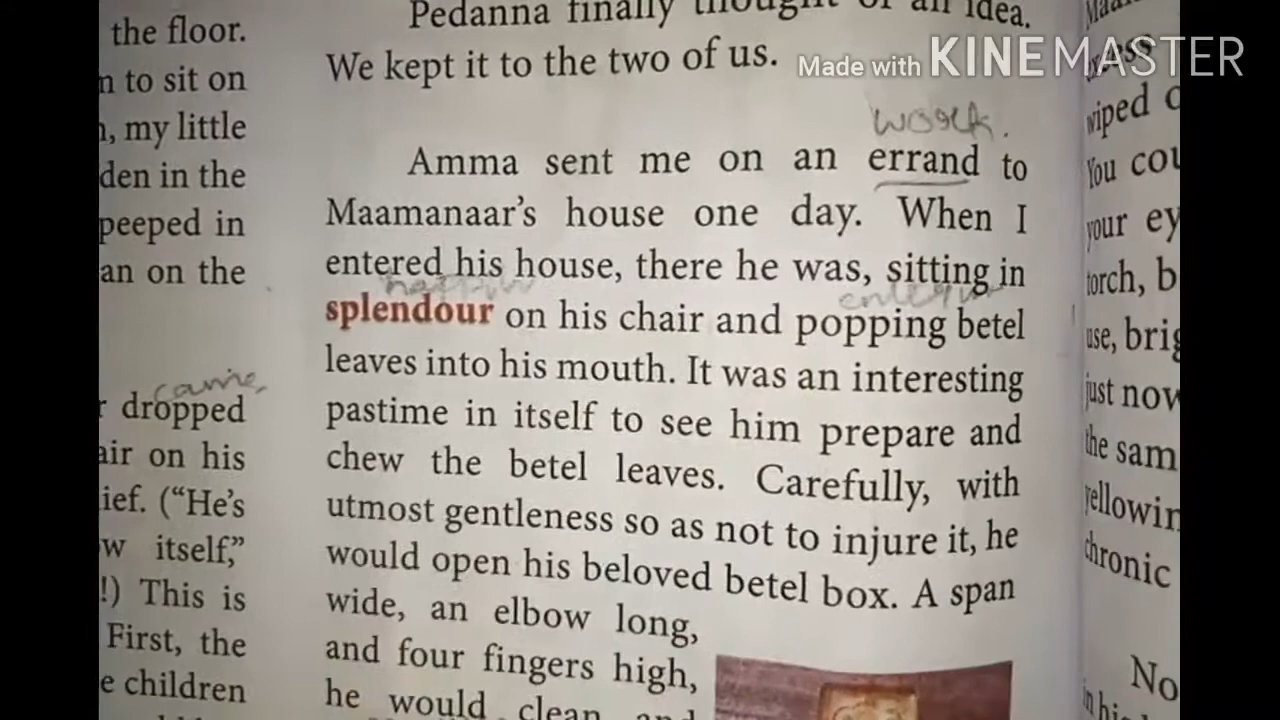 the floor.
n to sit on
, my little
den in the
peeped in
an on the
came
r dropped
air on his
ief. (“He’s
w itself,”
!) This is
First, the
e children
Pedanna finally thought of an idea.
We kept it to the two of us.
work.
Amma sent me on an errand to
Maamanaar’s house one day. When I
entered his house, there he was, sitting in
splendour on his chair and popping betel
leaves into his mouth. It was an interesting
pastime in itself to see him prepare and
chew the betel leaves. Carefully, with
utmost gentleness so as not to injure it, he
would open his beloved betel box. A span
wide, an elbow long,
and four fingers high,
he would clean and
Made with KINEMASTER
wiped
You cou
your ey
torch, b
use, brig
just now
the sam
yellowin
chronic
No